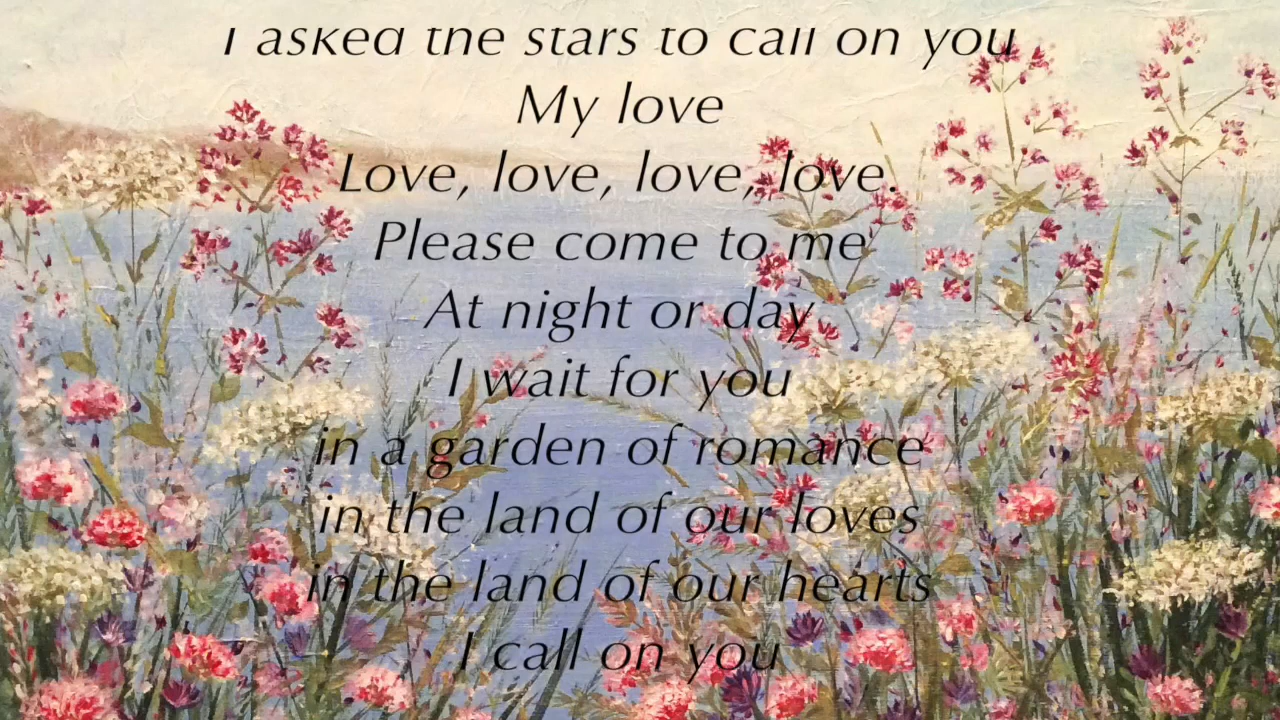 I asked the stars to call on you
My love
Love, love, love, love.
Please come to me
At night or day
I wait for you
in a garden of romance
in the land of our loves
in the land of our hearts
I call on you